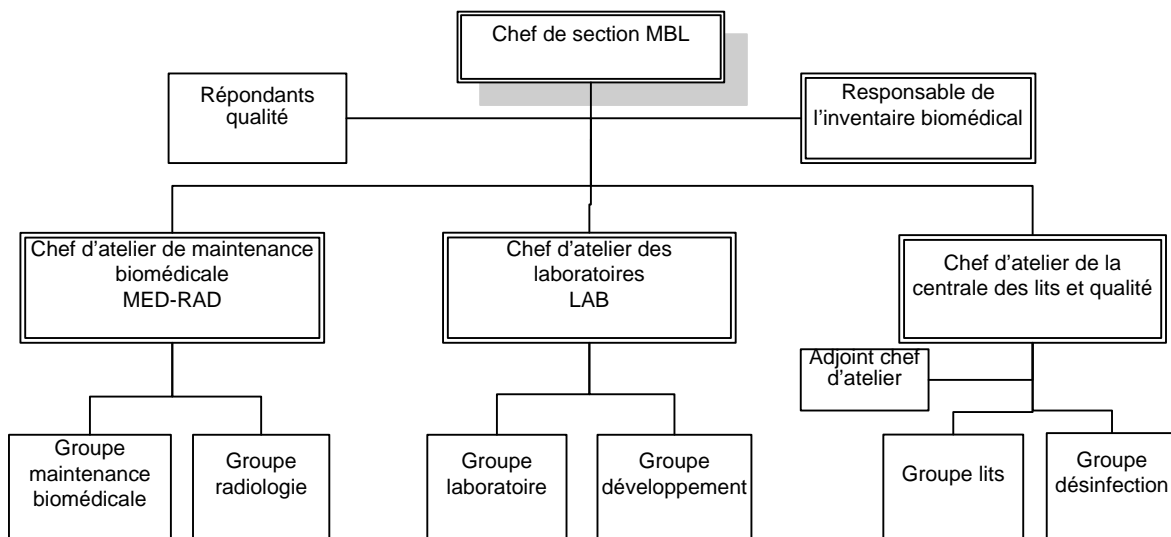 Chef de section MBL
Répondants
qualité
Responsable de
l'inventaire biomédical
Chef d'atelier de maintenance
biomédicale
MED-RAD
Chef d'atelier des
laboratoires
LAB
Chef d'atelier de la
centrale des lits et qualité
Adjoint chef
d'atelier
Groupe
maintenance
biomédicale
Groupe
radiologie
Groupe
laboratoire
Groupe
développement
Groupe lits
Groupe
désinfection